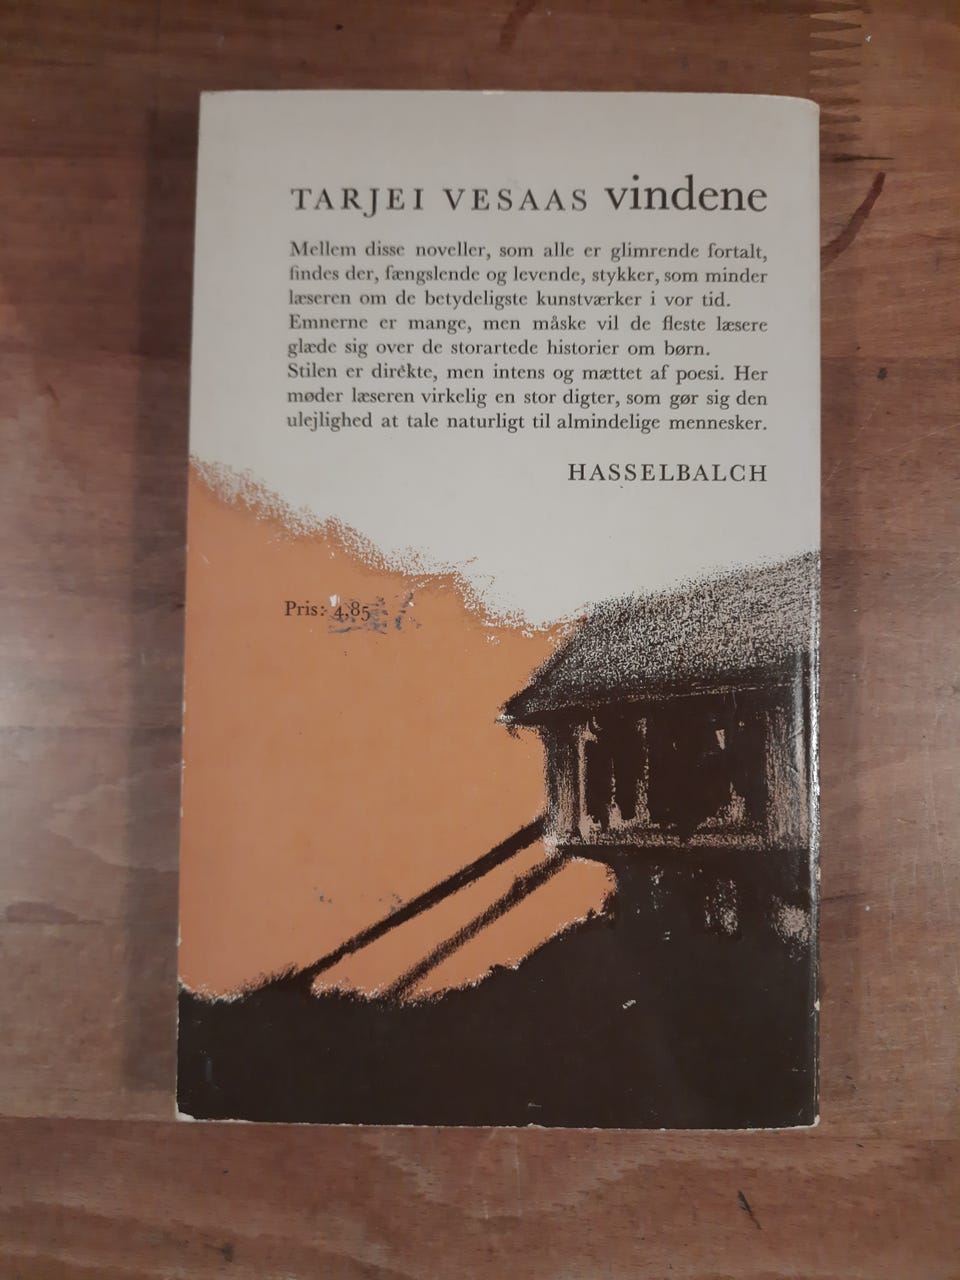 TARJEI VESAAS vindene
Mellem disse noveller, som alle er glimrende fortalt,
findes der, fængslende og levende, stykker, som minder
læseren om de betydeligste kunstværker i vor tid.
Emnerne er mange, men måske vil de fleste læsere
glæde sig over de storartede historier om børn.
Stilen er dirékte, men intens og mættet af poesi. Her
møder læseren virkelig en stor digter, som gør sig den
ulejlighed at tale naturligt til almindelige mennesker.
HASSELBALCH
Pris: 4,85